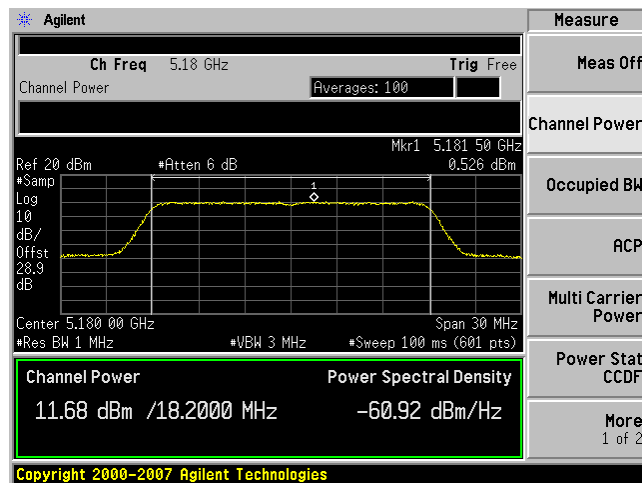 Agilent
Measure
Ch Freq 5.18 GHz Trig Free
Channel Power Averages: 100
Meas Off
Channel Power
Mkr1 5.181 50 GHz
Ref 20 dBm #Atten 6 dB 0.526 dBm
#Samp
Log
10
dB/
Offst
28.9
dB
1
Center 5.180 00 GHz Span 30 MHz
#Res BW 1 MHz #VBW 3 MHz #Sweep 100 ms (601 pts)
Occupied BW
ACP
Multi Carrier
Power
Power Stat
CCDF
More
1 of 2
Channel Power Power Spectral Density
11.68 dBm /18.2000 MHz -60.92 dBm/Hz
Copyright 2000-2007 Agilent Technologies